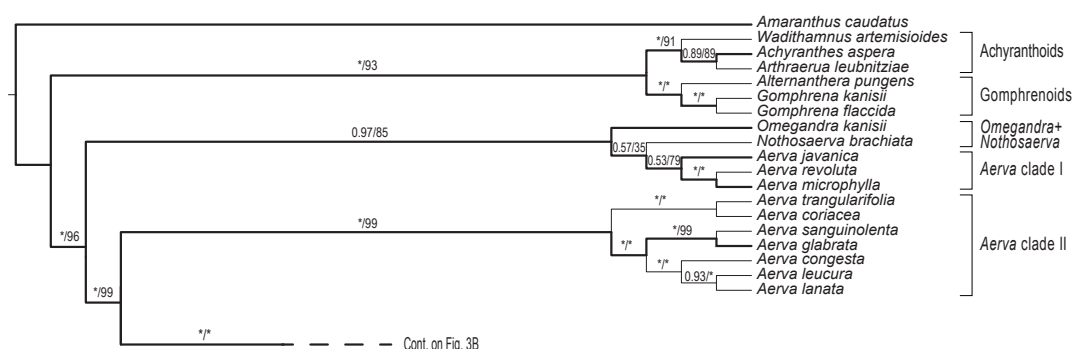 Amaranthus caudatus
Wadithamnus artemisioides
*/91
0.89/89
Achyranthes aspera
Achyranthoids
*/93
Arthraerua leubnitziae
Alternanthera pungens
*/*
*/*
Gomphrena kanisii
Gomphrenoids
Gomphrena flaccida
Omegandra kanisii
Omegandra+
0.97/85
Nothosaerva brachiata
Nothosaerva
0.57/35
0.53/79
Aerva javanica
*/*
Aerva revoluta
Aerva clade I
Aerva microphylla
*/*
Aerva trangularifolia
Aerva coriacea
*/99
*/99
Aerva sanguinolenta
*/96
*/*
Aerva glabrata
Aerva clade II
*/*
Aerva congesta
*/99
0.93/*
Aerva leucura
Aerva lanata
*/*
Cont. on Fig. 3B